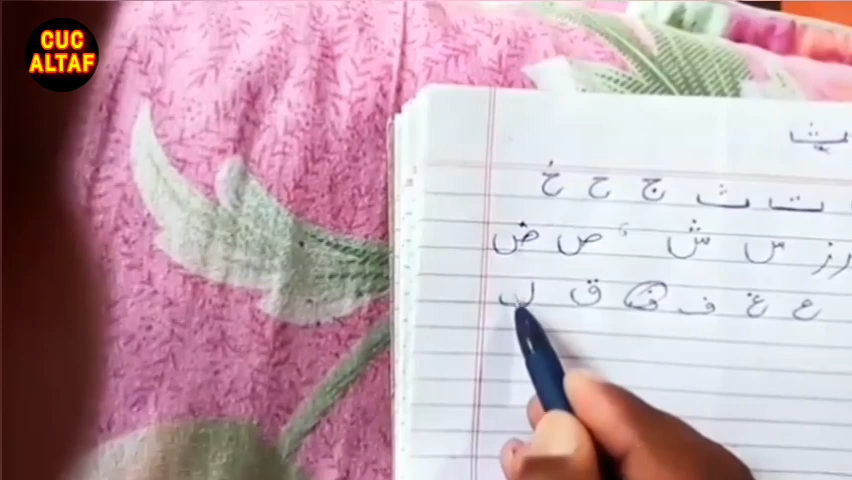 CUC
ALTAF
ت ث ج ح خ
ر ز س ش ص ض
ع غ ف ق ل